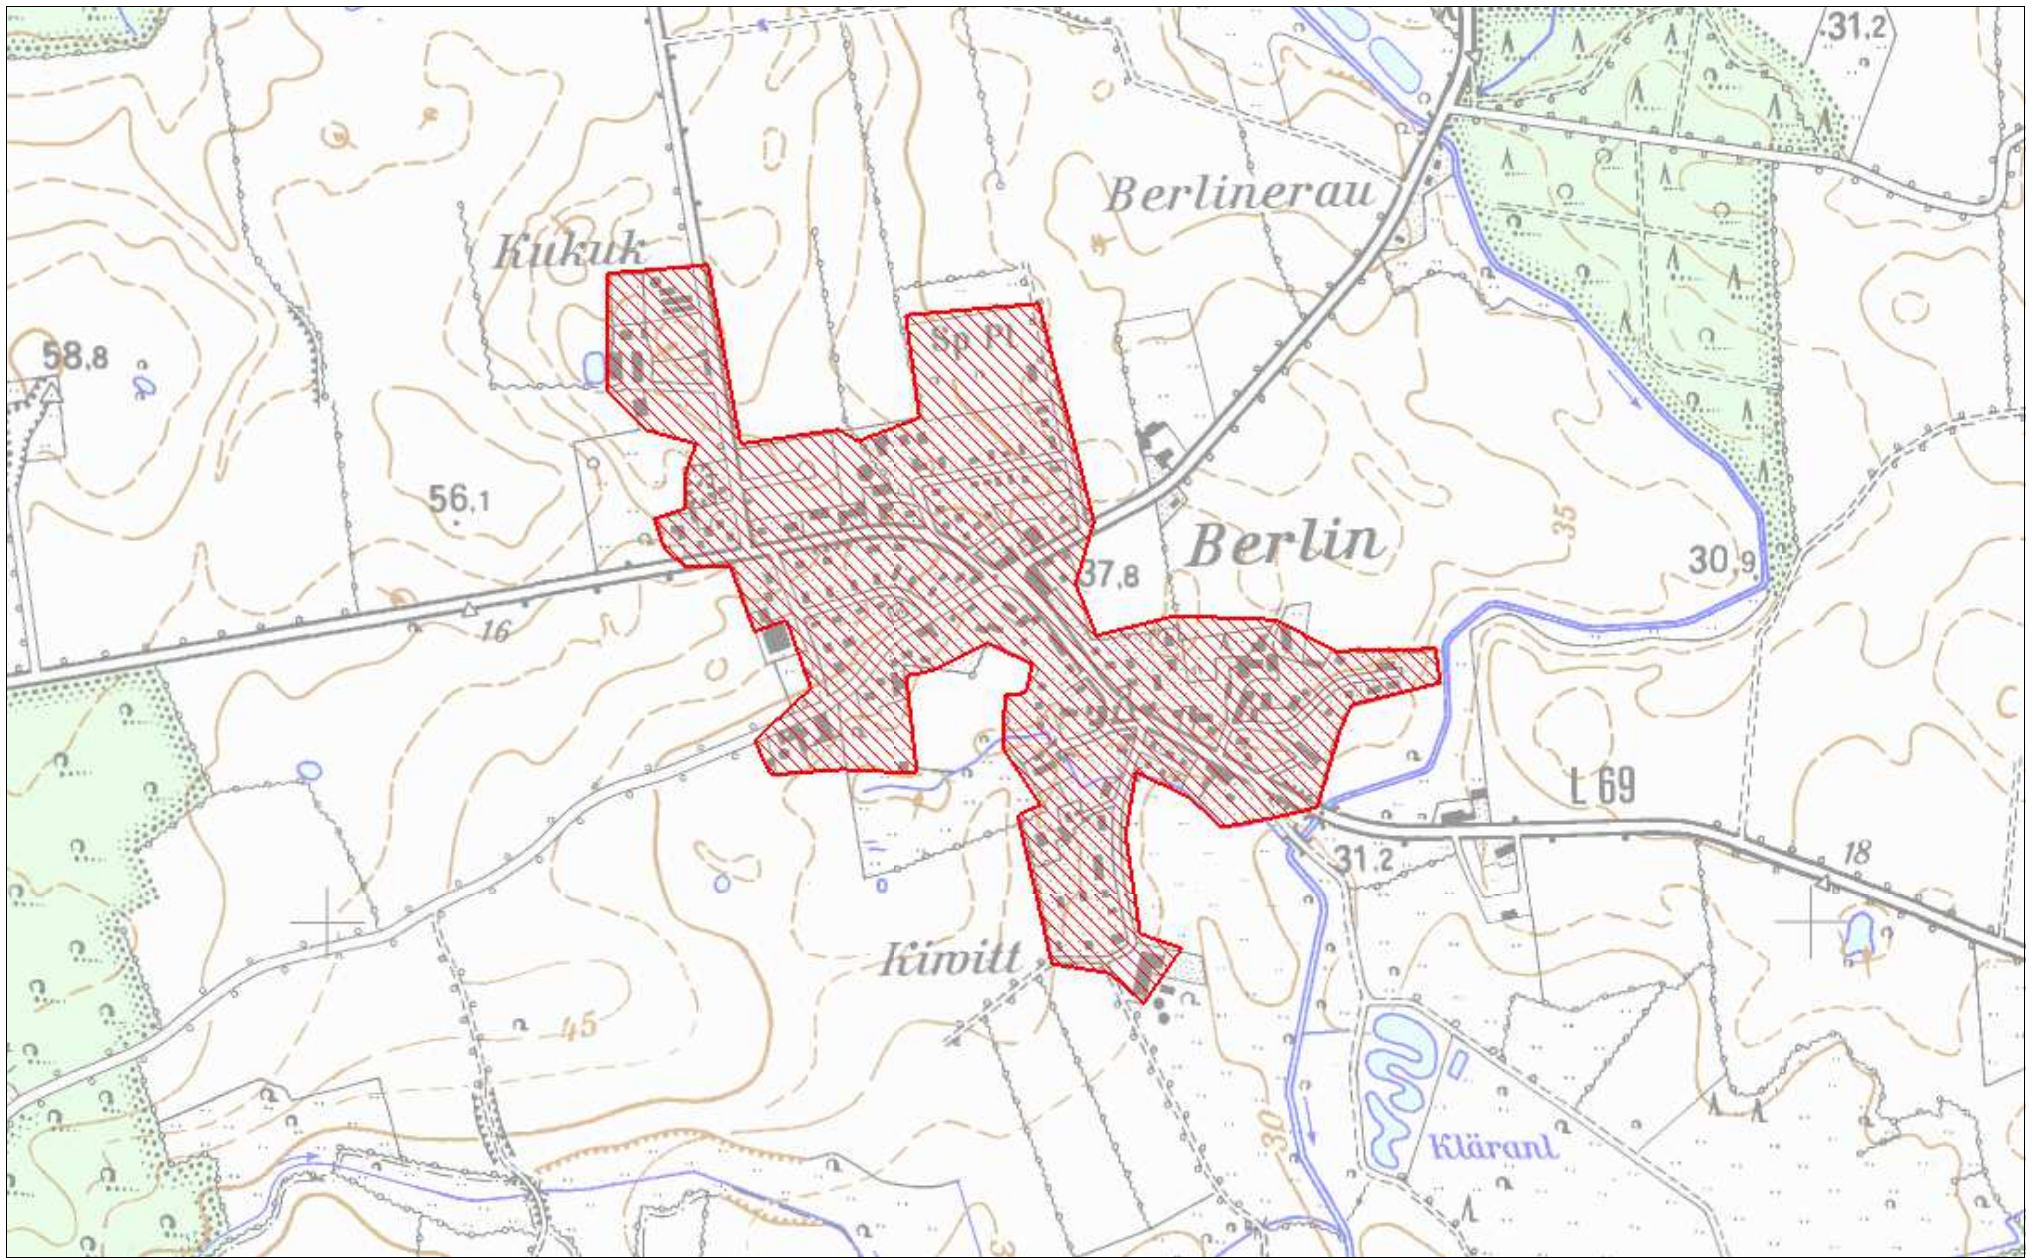 31,2
Berlinerau
Kukuk
Sp Pl
58,8
56,1
35
Berlin
30,9
37,8
16
L 69
31,2
18
Kiwitt
45
30
Kläranl